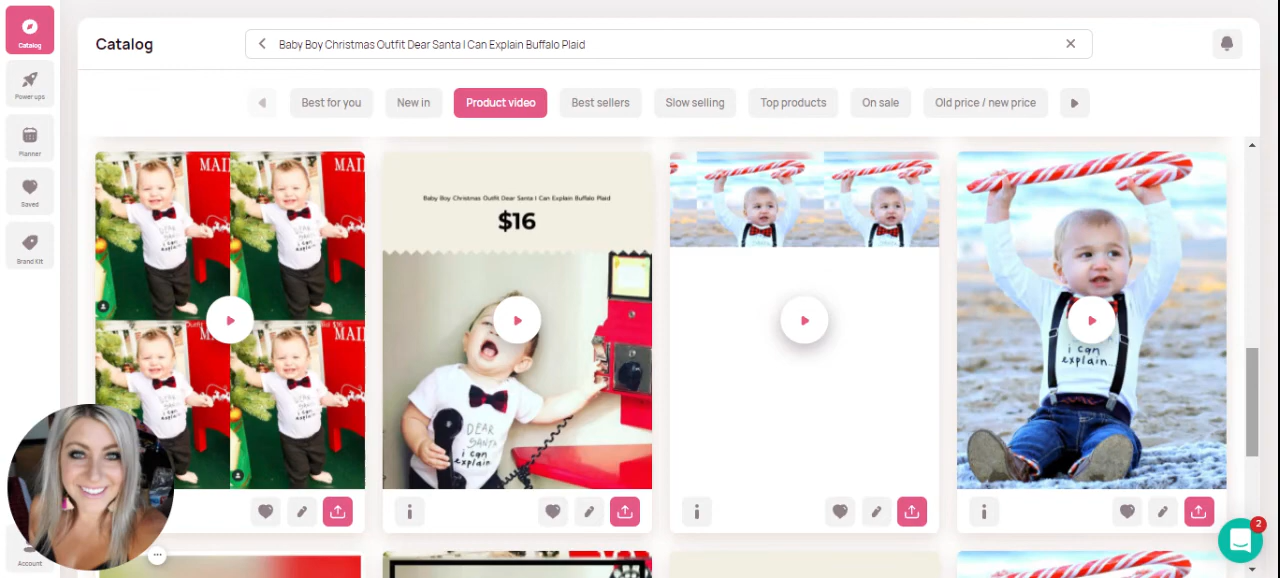 Catalog
Baby Boy Christmas Outfit Dear Santa I Can Explain Buffalo Plaid
Catalog
Power ups
Planner
Saved
Brand Kit
Account
Best for you
New in
Product video
Best sellers
Slow selling
Top products
On sale
Old price / new price
MAI
MAI
Baby Boy Christmas Outfit Dear Santa I Can Explain Buffalo Plaid
$16
DEAR
SANTA
i can
explain
i can
explain
2